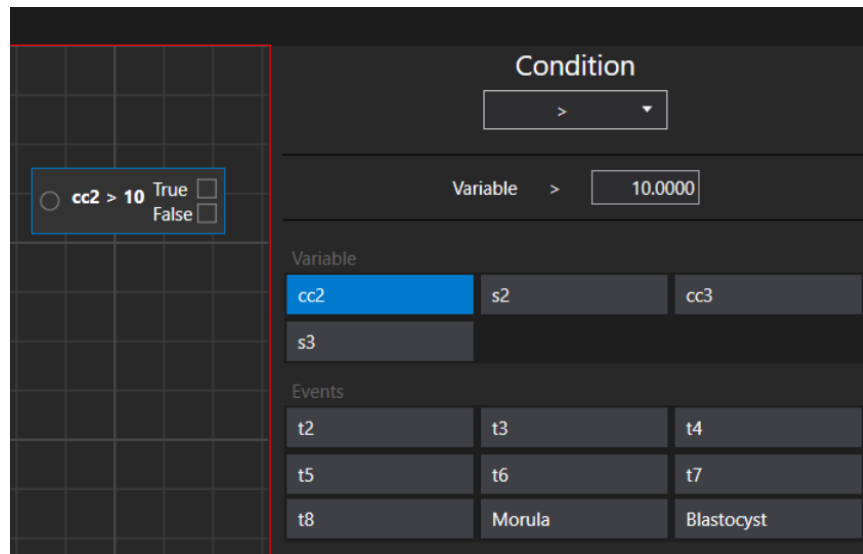 Condition
>
cc2 > 10 True
False
Variable > 10.0000
Variable
cc2 s2 cc3
s3
Events
t2 t3 t4
t5 t6 t7
t8 Morula Blastocyst